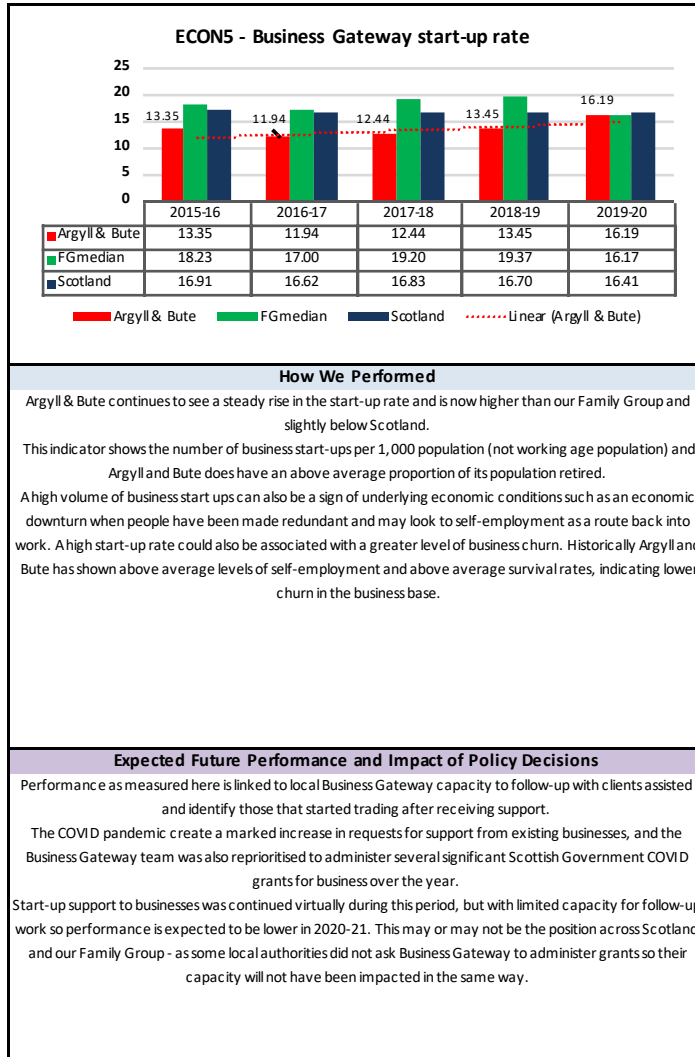 ECON5 - Business Gateway start-up rate
25
20
15
10
5
0
13.35
11.94
12.44
13.45
16.19
2015-16 2016-17 2017-18 2018-19 2019-20
Argyll & Bute 13.35 11.94 12.44 13.45 16.19
FGmedian 18.23 17.00 19.20 19.37 16.17
Scotland 16.91 16.62 16.83 16.70 16.41
Argyll & Bute FGmedian Scotland Linear (Argyll & Bute)
How We Performed
Argyll & Bute continues to see a steady rise in the start-up rate and is now higher than our Family Group and
slightly below Scotland.
This indicator shows the number of business start-ups per 1,000 population (not working age population) and
Argyll and Bute does have an above average proportion of its population retired.
A high volume of business start ups can also be a sign of underlying economic conditions such as an economic
downturn when people have been made redundant and may look to self-employment as a route back into
work. A high start-up rate could also be associated with a greater level of business churn. Historically Argyll and
Bute has shown above average levels of self-employment and above average survival rates, indicating lower
churn in the business base.
Expected Future Performance and Impact of Policy Decisions
Performance as measured here is linked to local Business Gateway capacity to follow-up with clients assisted
and identify those that started trading after receiving support.
The COVID pandemic create a marked increase in requests for support from existing businesses, and the
Business Gateway team was also reprioritised to administer several significant Scottish Government COVID
grants for business over the year.
Start-up support to businesses was continued virtually during this period, but with limited capacity for follow-up
work so performance is expected to be lower in 2020-21. This may or may not be the position across Scotland
and our Family Group - as some local authorities did not ask Business Gateway to administer grants so their
capacity will not have been impacted in the same way.